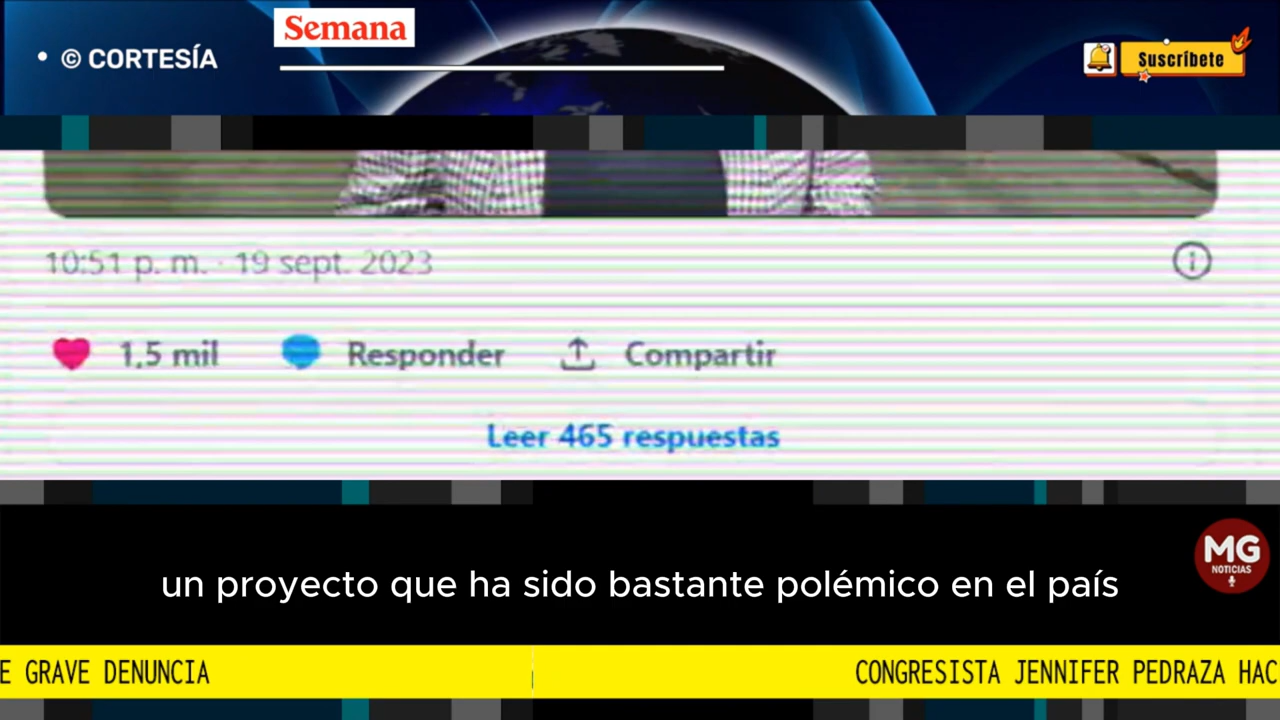 • © CORTESÍA
Semana
Suscríbete
10:51 p. m. · 19 sept. 2023
1,5 mil
Responder
Compartir
Leer 465 respuestas
MG
NOTICIAS
un proyecto que ha sido bastante polémico en el país
E GRAVE DENUNCIA
CONGRESISTA JENNIFER PEDRAZA HAC